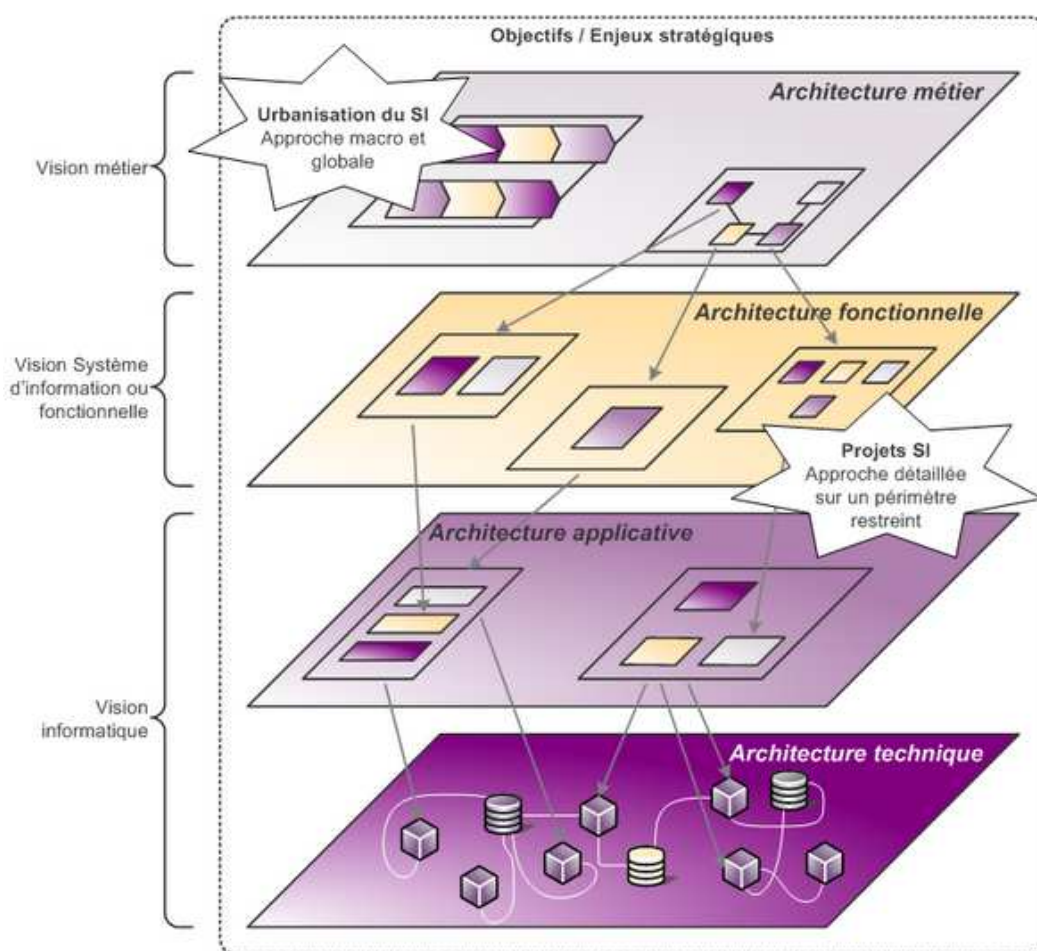 Objectifs / Enjeux stratégiques
Architecture métier
Urbanisation du SI
Approche macro et
globale
Vision métier
Architecture fonctionnelle
Vision Système
d'information ou
fonctionnelle
Projets SI
Approche détaillée
sur un périmètre
restreint
Architecture applicative
Vision
informatique
Architecture technique